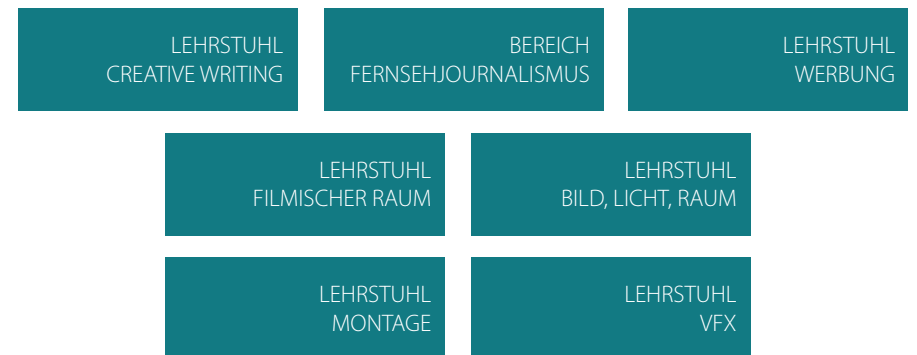 LEHRSTUHL
CREATIVE WRITING
BEREICH
FERNSEHJOURNALISMUS
LEHRSTUHL
WERBUNG
LEHRSTUHL
FILMISCHER RAUM
LEHRSTUHL
BILD, LICHT, RAUM
LEHRSTUHL
MONTAGE
LEHRSTUHL
VFX